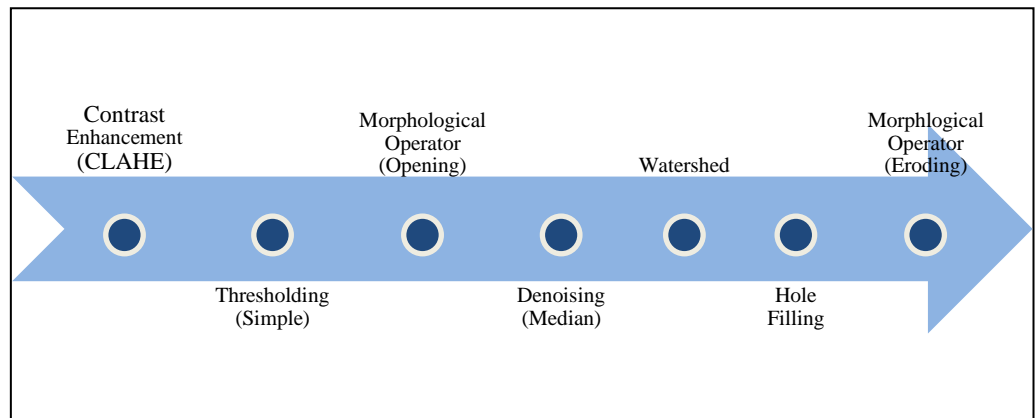 Contrast
Enhancement
(CLAHE)
Thresholding
(Simple)
Morphological
Operator
(Opening)
Denoising
(Median)
Watershed
Hole
Filling
Morphlogical
Operator
(Eroding)